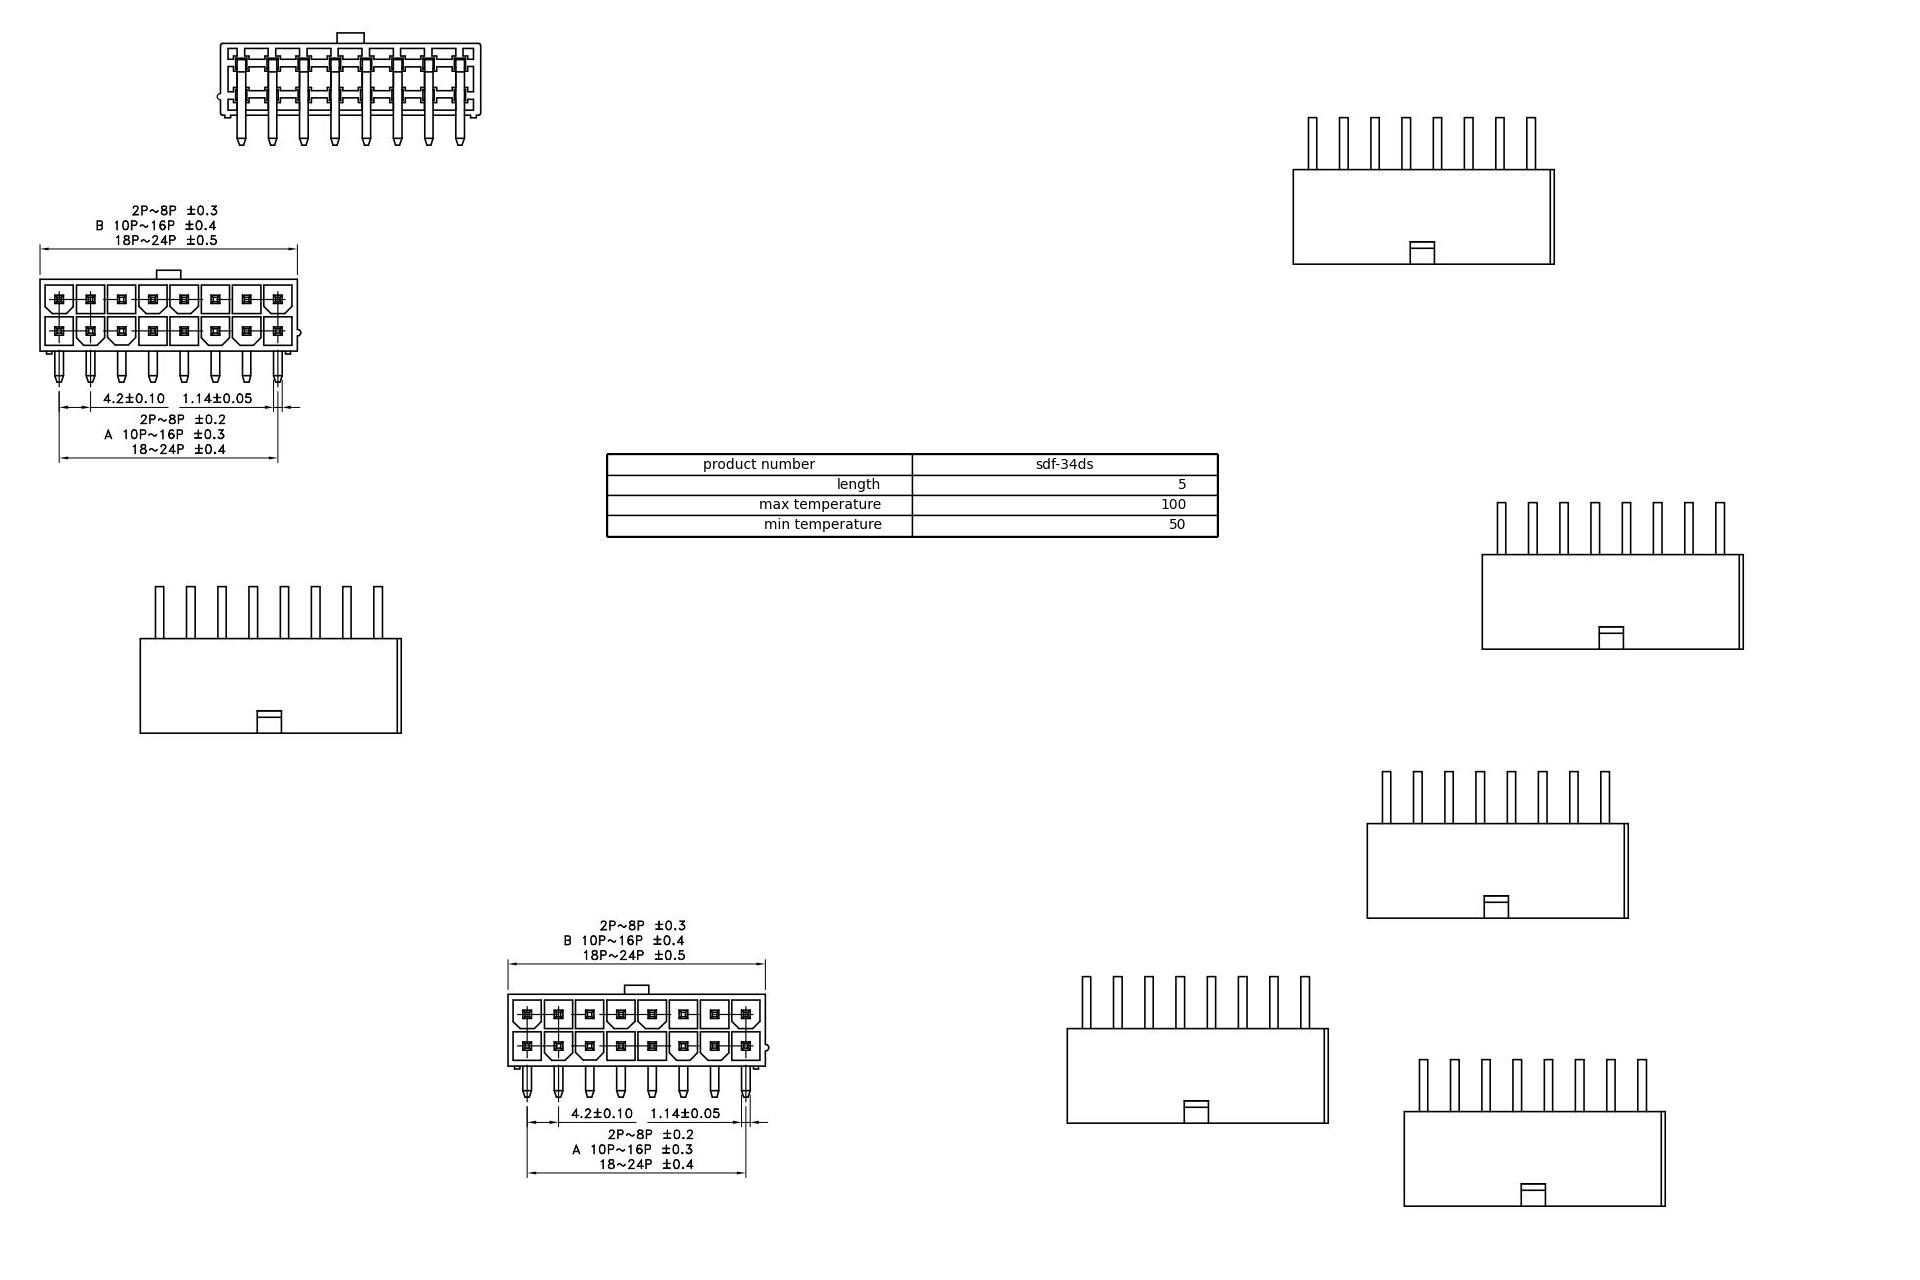 2P~8P ±0.3
B 10P~16P ±0.4
18P~24P ±0.5
4.2±0.10 1.14±0.05
2P~8P ±0.2
A 10P~16P ±0.3
18~24P ±0.4
product number sdf-34ds
length 5
max temperature 100
min temperature 50
2P~8P ±0.3
B 10P~16P ±0.4
18P~24P ±0.5
4.2±0.10 1.14±0.05
2P~8P ±0.2
A 10P~16P ±0.3
18~24P ±0.4